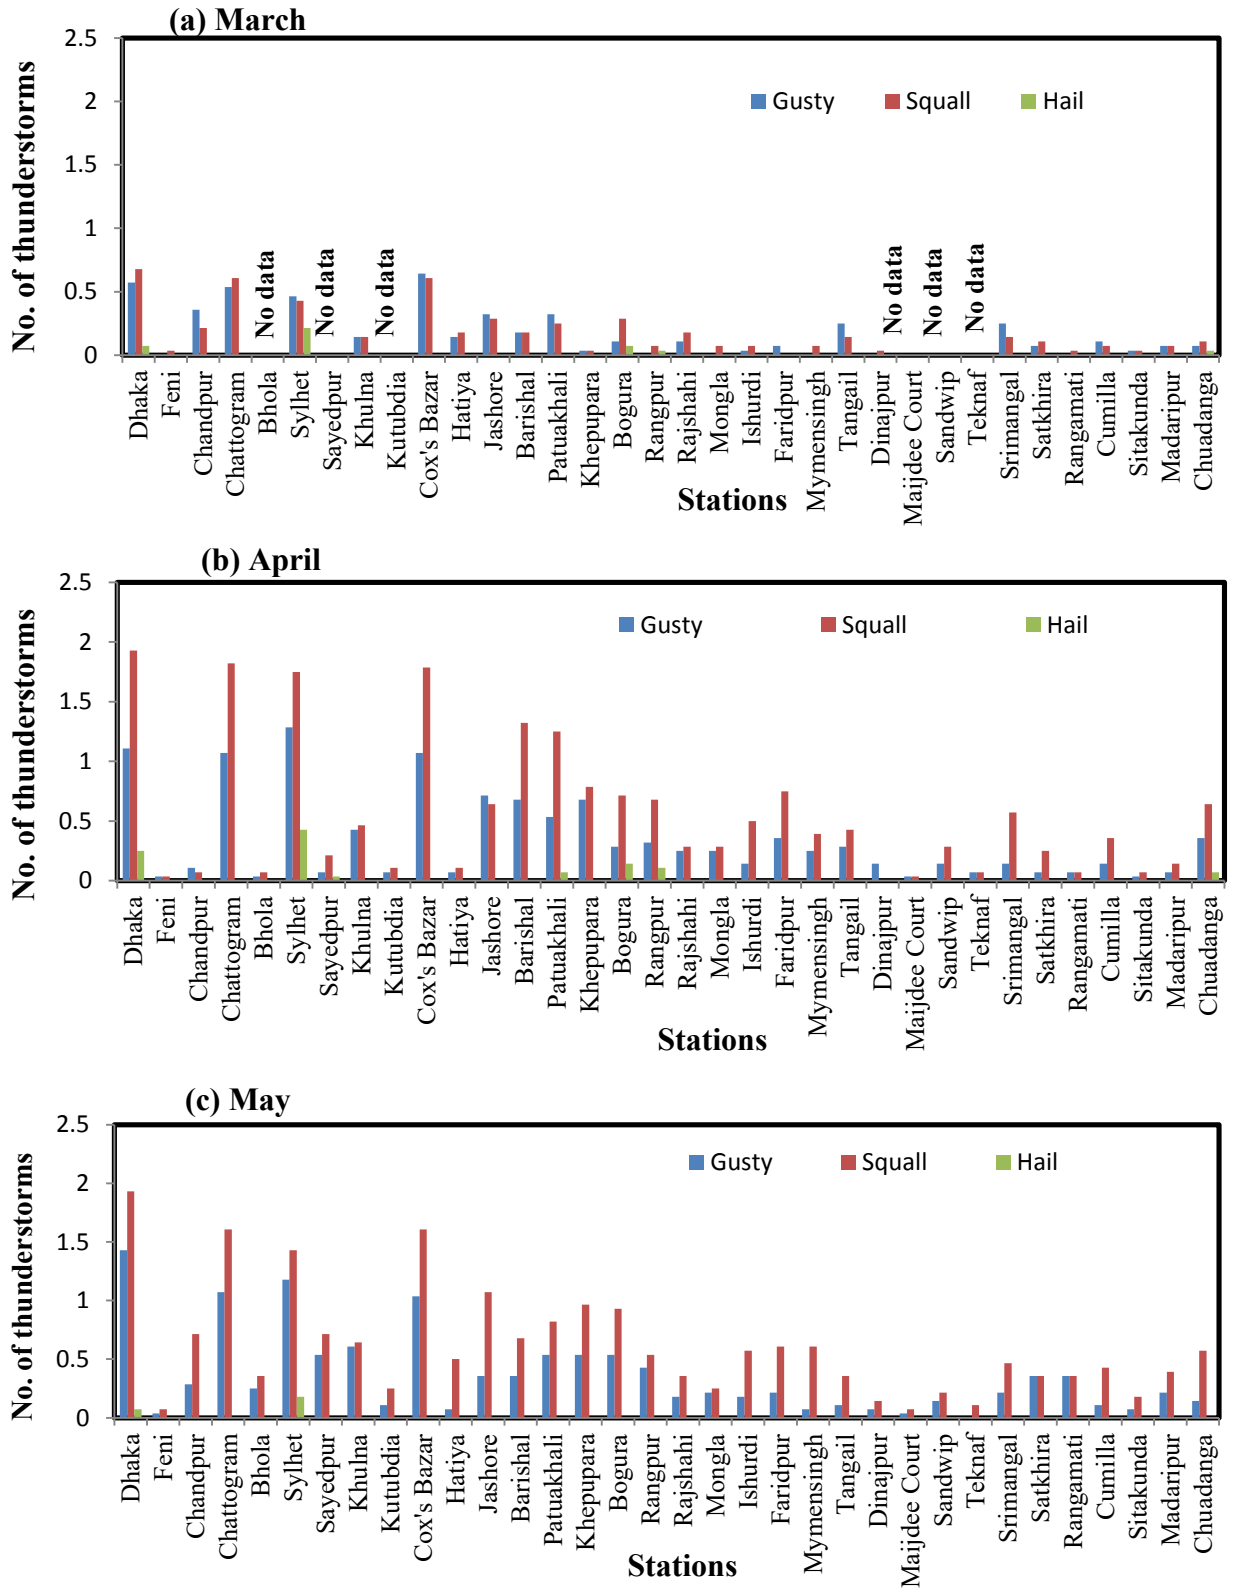 (a) March
No. of thunderstorms
2.5
2
1.5
1
0.5
0
Gusty Squall Hail
No data No data No data No data No data No data
Dhaka Feni Chandpur Chattogram Bhola Sylhet Sayedpur Khulna Kutubdia Cox's Bazar Hatiya Jashore Barishal Patuakhali Khepupara Bogura Rangpur Rajshahi Mongla Ishurdi Faridpur Mymensingh Tangail Dinajpur Maijdee Court Sandwip Teknaf Srimangal Satkhira Rangamati Cumilla Sitakunda Madaripur Chuadanga
Stations
(b) April
No. of thunderstorms
2.5
2
1.5
1
0.5
0
Gusty Squall Hail
Dhaka Feni Chandpur Chattogram Bhola Sylhet Sayedpur Khulna Kutubdia Cox's Bazar Hatiya Jashore Barishal Patuakhali Khepupara Bogura Rangpur Rajshahi Mongla Ishurdi Faridpur Mymensingh Tangail Dinajpur Maijdee Court Sandwip Teknaf Srimangal Satkhira Rangamati Cumilla Sitakunda Madaripur Chuadanga
Stations
(c) May
No. of thunderstorms
2.5
2
1.5
1
0.5
0
Gusty Squall Hail
Dhaka Feni Chandpur Chattogram Bhola Sylhet Sayedpur Khulna Kutubdia Cox's Bazar Hatiya Jashore Barishal Patuakhali Khepupara Bogura Rangpur Rajshahi Mongla Ishurdi Faridpur Mymensingh Tangail Dinajpur Maijdee Court Sandwip Teknaf Srimangal Satkhira Rangamati Cumilla Sitakunda Madaripur Chuadanga
Stations